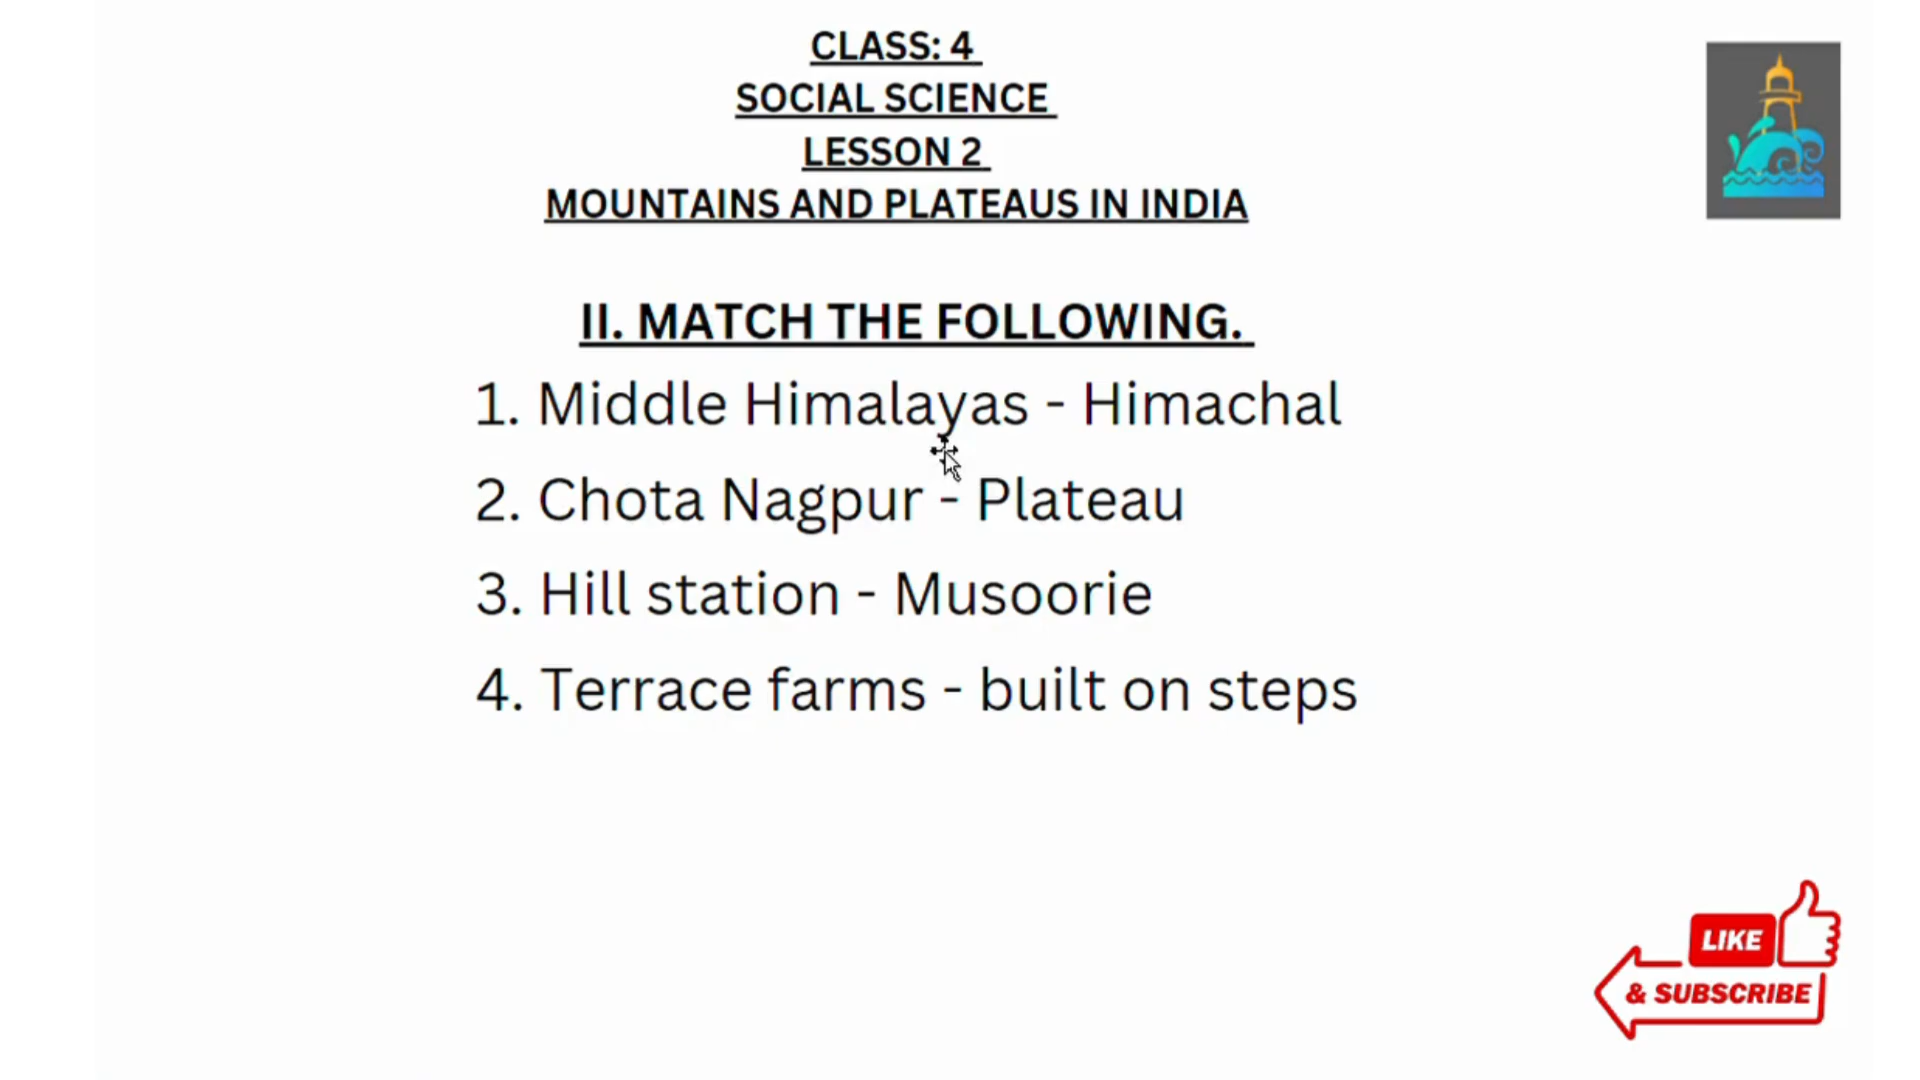 CLASS: 4
SOCIAL SCIENCE
LESSON 2
MOUNTAINS AND PLATEAUS IN INDIA
II. MATCH THE FOLLOWING.
1. Middle Himalayas - Himachal
2. Chota Nagpur - Plateau
3. Hill station - Musoorie
4. Terrace farms - built on steps
LIKE
& SUBSCRIBE